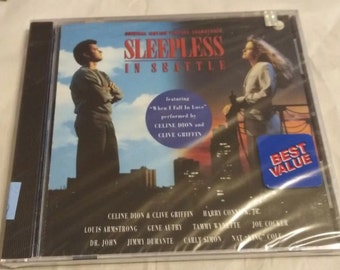 ORIGINAL MOTION PICTURE SOUNDTRACK
SLEEPLESS
IN SEATTLE
featuring
"When I Fall In Love"
performed by
CELINE DION and
CLIVE GRIFFIN
BEST
VALUE
CELINE DION & CLIVE GRIFFIN HARRY CONNICK, JR.
LOUIS ARMSTRONG GENE AUTRY TAMMY WYNETTE JOE COCKER
DR. JOHN JIMMY DURANTE CARLY SIMON NAT "KING" COLE